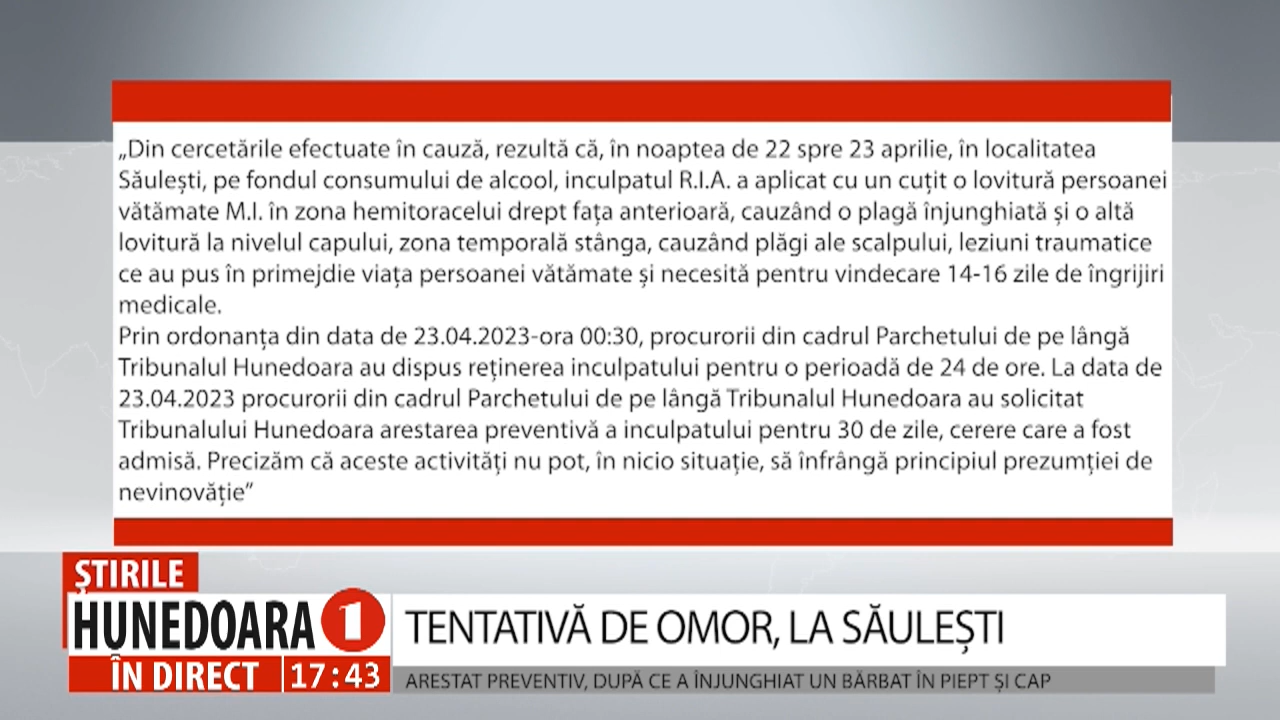 „Din cercetările efectuate în cauză, rezultă că, în noaptea de 22 spre 23 aprilie, în localitatea
Săulești, pe fondul consumului de alcool, inculpatul R.I.A. a aplicat cu un cuțit o lovitură persoanei
vătămate M.I. în zona hemitoracelui drept fața anterioară, cauzând o plagă înjunghiată și o altă
lovitură la nivelul capului, zona temporală stânga, cauzând plăgi ale scalpului, leziuni traumatice
ce au pus în primejdie viața persoanei vătămate și necesită pentru vindecare 14-16 zile de îngrijiri
medicale.
Prin ordonanța din data de 23.04.2023-ora 00:30, procurorii din cadrul Parchetului de pe lângă
Tribunalul Hunedoara au dispus reținerea inculpatului pentru o perioadă de 24 de ore. La data de
23.04.2023 procurorii din cadrul Parchetului de pe lângă Tribunalul Hunedoara au solicitat
Tribunalului Hunedoara arestarea preventivă a inculpatului pentru 30 de zile, cerere care a fost
admisă. Precizăm că aceste activități nu pot, în nicio situație, să înfrângă principiul prezumției de
nevinovăție”
ȘTIRILE
HUNEDOARA 1
ÎN DIRECT 17:43
TENTATIVĂ DE OMOR, LA SĂULEȘTI
ARESTAT PREVENTIV, DUPĂ CE A ÎNJUNGHIAT UN BĂRBAT ÎN PIEPT ȘI CAP